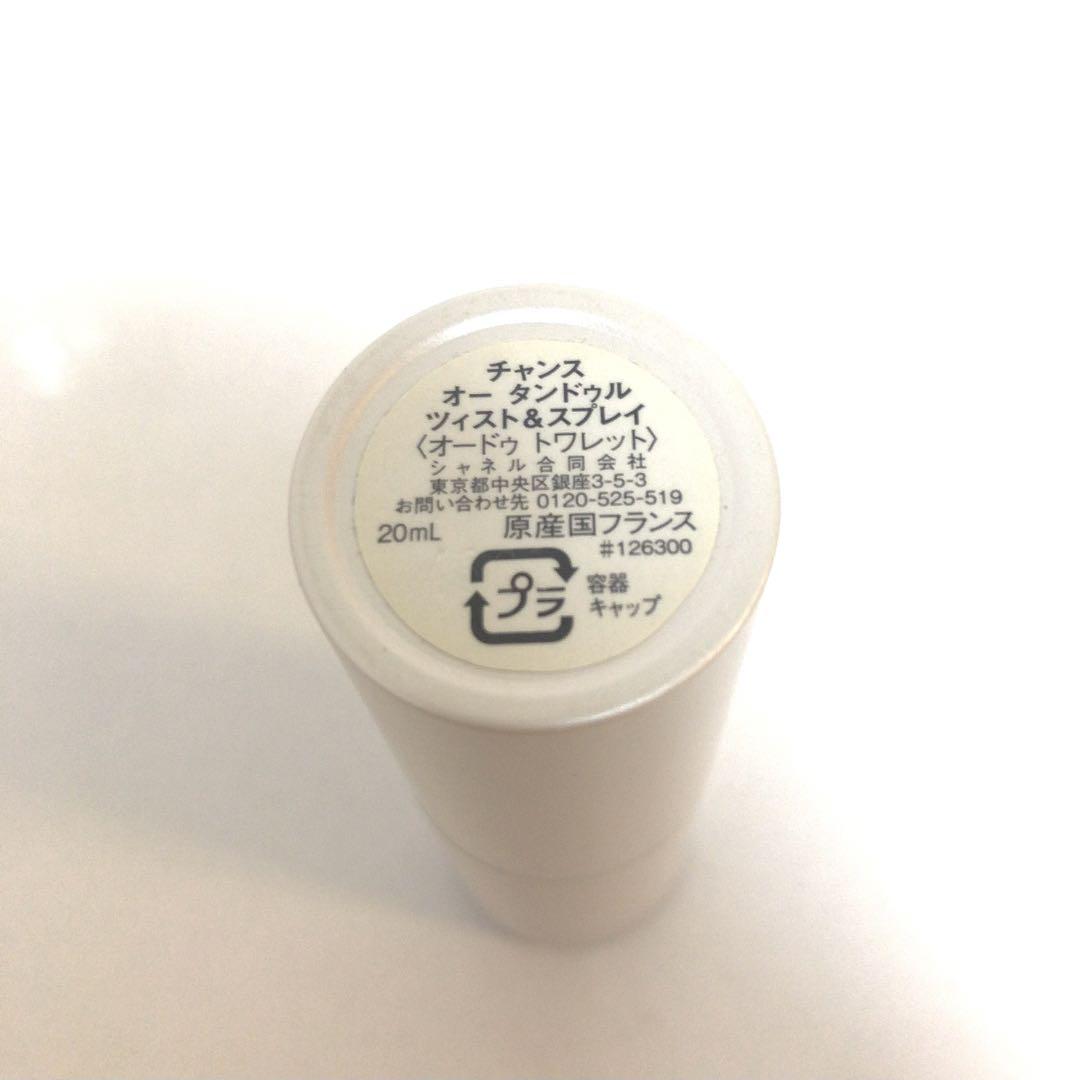 チャンス
オー タンドゥル
ツィスト&スプレイ
〈オードゥ トワレット〉
シャネル合同会社
東京都中央区銀座3-5-3
お問い合わせ先 0120-525-519
20mL 原産国フランス
#126300
プラ 容器
キャップ